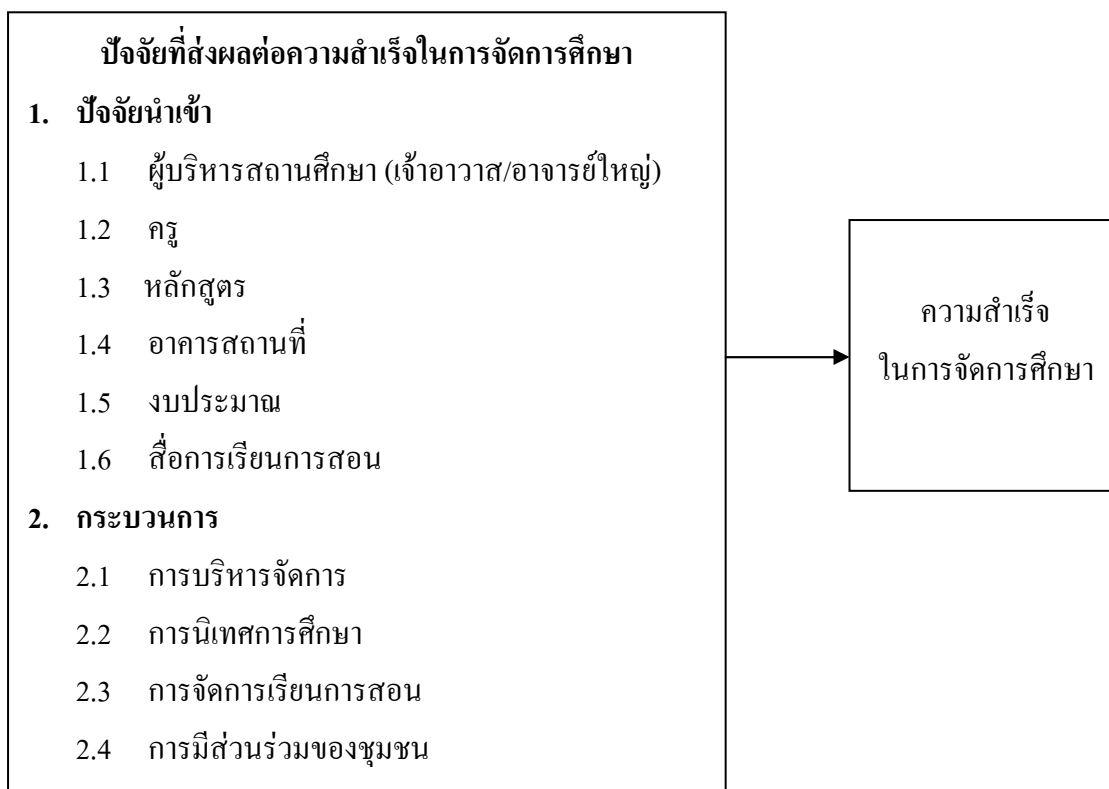 ปัจจัยที่ส่งผลต่อความสำเร็จในการจัดการศึกษา
1. ปัจจัยนำเข้า
1.1 ผู้บริหารสถานศึกษา (เจ้าอาวาส/อาจารย์ใหญ่)
1.2 ครู
1.3 หลักสูตร
1.4 อาคารสถานที่
1.5 งบประมาณ
1.6 สื่อการเรียนการสอน
2. กระบวนการ
2.1 การบริหารจัดการ
2.2 การนิเทศการศึกษา
2.3 การจัดการเรียนการสอน
2.4 การมีส่วนร่วมของชุมชน
ความสำเร็จ
ในการจัดการศึกษา